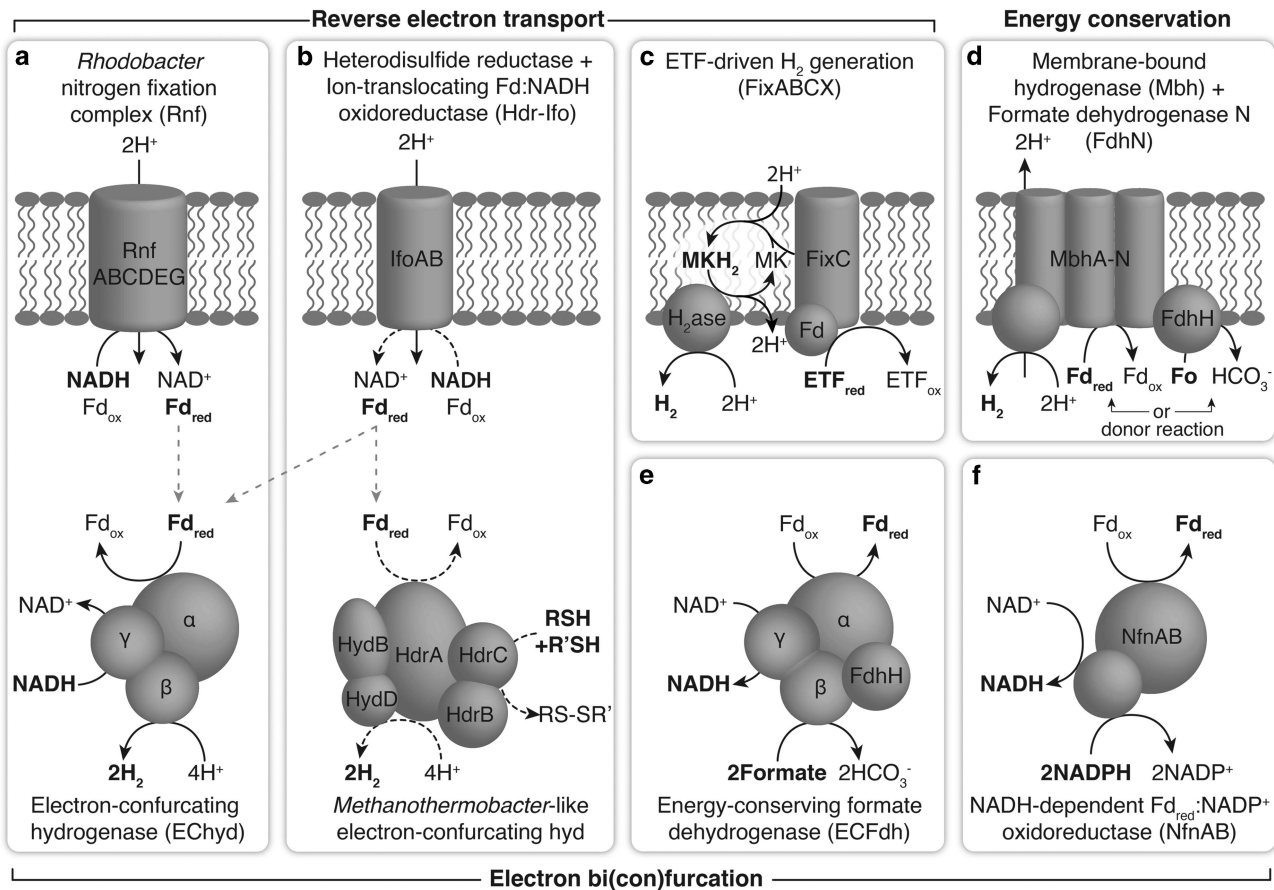 Reverse electron transport
Energy conservation
a
Rhodobacter
nitrogen fixation
complex (Rnf)
2H⁺
Rnf
ABCDEG
NADH NAD⁺
Fdox Fdred
Fdox Fdred
NAD⁺
α
γ
NADH
β
2H₂ 4H⁺
Electron-confurcating
hydrogenase (EChyd)
b
Heterodisulfide reductase +
Ion-translocating Fd:NADH
oxidoreductase (Hdr-Ifo)
2H⁺
IfoAB
NAD⁺ NADH
Fdred Fdox
Fdred Fdox
RSH
+R'SH
HydB HdrA HdrC
HydD
HdrB
RS-SR'
2H₂ 4H⁺
Methanothermobacter-like
electron-confurcating hyd
c
ETF-driven H₂ generation
(FixABCX)
2H⁺
MKH₂ MK FixC
H₂ase
Fd
2H⁺
ETFred ETFox
H₂ 2H⁺
d
Membrane-bound
hydrogenase (Mbh) +
Formate dehydrogenase N
(FdhN)
2H⁺
MbhA-N
FdhH
Fdred Fdox Fo HCO₃⁻
H₂ 2H⁺
or
donor reaction
e
Fdox Fdred
NAD⁺
γ α
FdhH
NADH
β
2Formate 2HCO₃⁻
Energy-conserving formate
dehydrogenase (ECFdh)
f
Fdox Fdred
NAD⁺
NfnAB
NADH
2NADPH 2NADP⁺
NADH-dependent Fdred:NADP⁺
oxidoreductase (NfnAB)
Electron bi(con)furcation